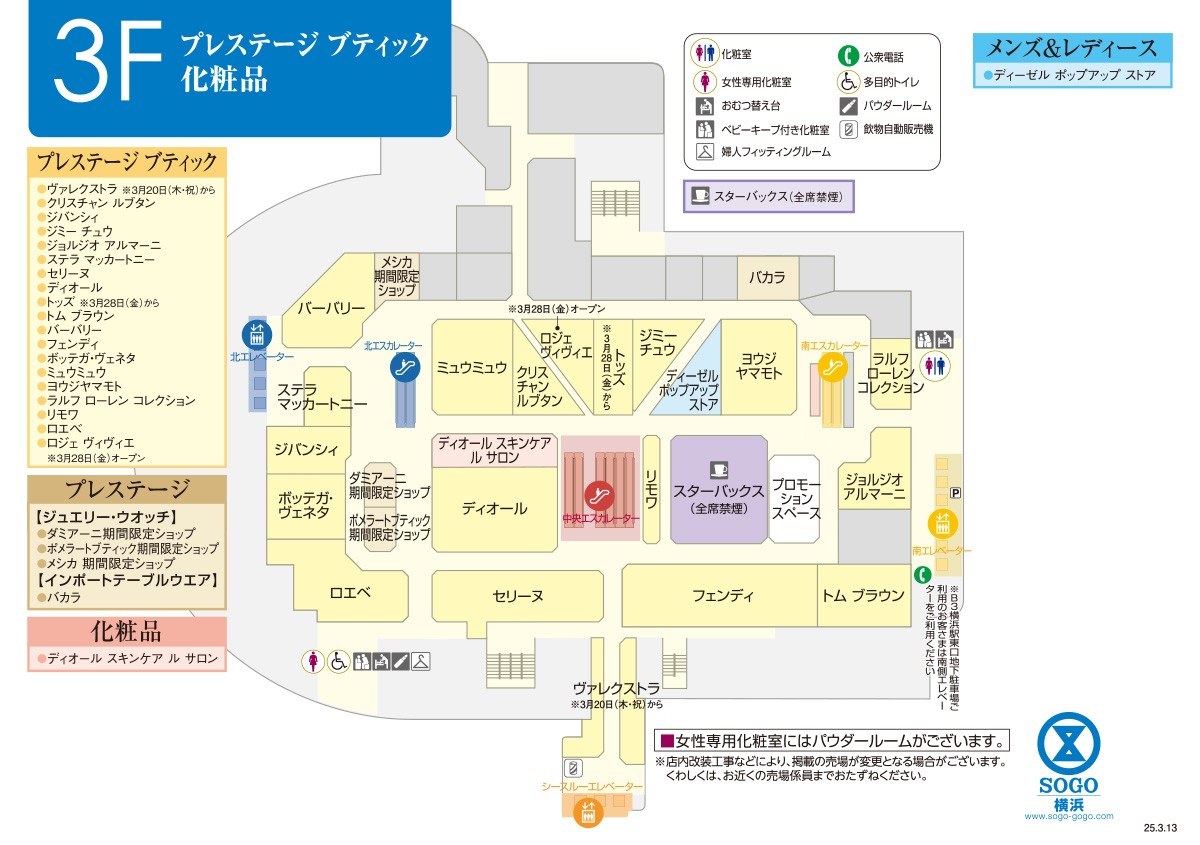 3F
プレステージ ブティック
化粧品
プレステージ ブティック
●ヴァレクストラ ※3月20日(木・祝)から
●クリスチャン ルブタン
●ジバンシィ
●ジミー チュウ
●ジョルジオ アルマーニ
●ステラ マッカートニー
●セリーヌ
●ディオール
●トッズ ※3月28日(金)から
●トム ブラウン
●バーバリー
●フェンディ
●ボッテガ・ヴェネタ
●ミュウミュウ
●ヨウジヤマモト
●ラルフ ローレン コレクション
●リモワ
●ロエベ
●ロジェ ヴィヴィエ
※3月28日(金)オープン
プレステージ
【ジュエリー・ウオッチ】
●ダミアーニ期間限定ショップ
●ポメラートブティック期間限定ショップ
●メシカ 期間限定ショップ
【インポートテーブルウエア】
●バカラ
化粧品
●ディオール スキンケア ル サロン
化粧室
女性専用化粧室
おむつ替え台
ベビーキープ付き化粧室
婦人フィッティングルーム
公衆電話
多目的トイレ
パウダールーム
飲物自動販売機
スターバックス(全席禁煙)
メンズ&レディース
●ディーゼル ポップアップ ストア
メシカ
期間限定
ショップ
バーバリー
バカラ
※3月28日(金)オープン
北エレベーター
北エスカレーター
ミュウミュウ
クリス
チャン
ルブタン
ロジェ
ヴィヴィエ
※3月28日(金)から
トッズ
ジミー
チュウ
ディーゼル
ポップアップ
ストア
ヨウジ
ヤマモト
南エスカレーター
ラルフ
ローレン
コレクション
ステラ
マッカートニー
ジバンシィ
ボッテガ・
ヴェネタ
ダミアーニ
期間限定ショップ
ポメラートブティック
期間限定ショップ
ディオール スキンケア
ル サロン
ディオール
中央エスカレーター
リモワ
スターバックス
(全席禁煙)
プロモー
ション
スペース
ジョルジオ
アルマーニ
P
南エレベーター
※B3横浜駅東口地下駐車場ご
利用のお客さまは南側エレベー
ターをご利用ください
ロエベ
セリーヌ
フェンディ
トム ブラウン
ヴァレクストラ
※3月20日(木・祝)から
シースルーエレベーター
■女性専用化粧室にはパウダールームがございます。
※店内改装工事などにより、掲載の売場が変更となる場合がございます。
くわしくは、お近くの売場係員までおたずねください。
SOGO
横浜
www.sogo-gogo.com
25.3.13